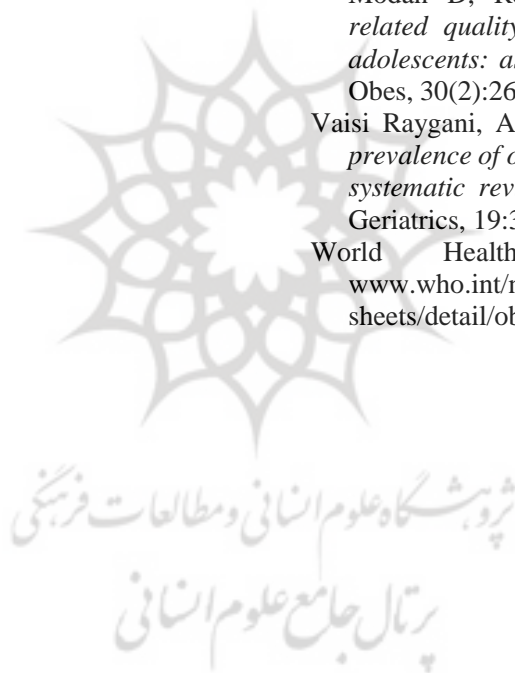 Modan D, Ra
related quality
adolescents: a
Obes, 30(2):26
Vaisi Raygani, A
prevalence of o
systematic rev
Geriatrics, 19:3
World Health
www.who.int/n
sheets/detail/ob
پژوهشگاه علوم انسانی و مطالعات فرهنگی
پرتال جامع علوم انسانی